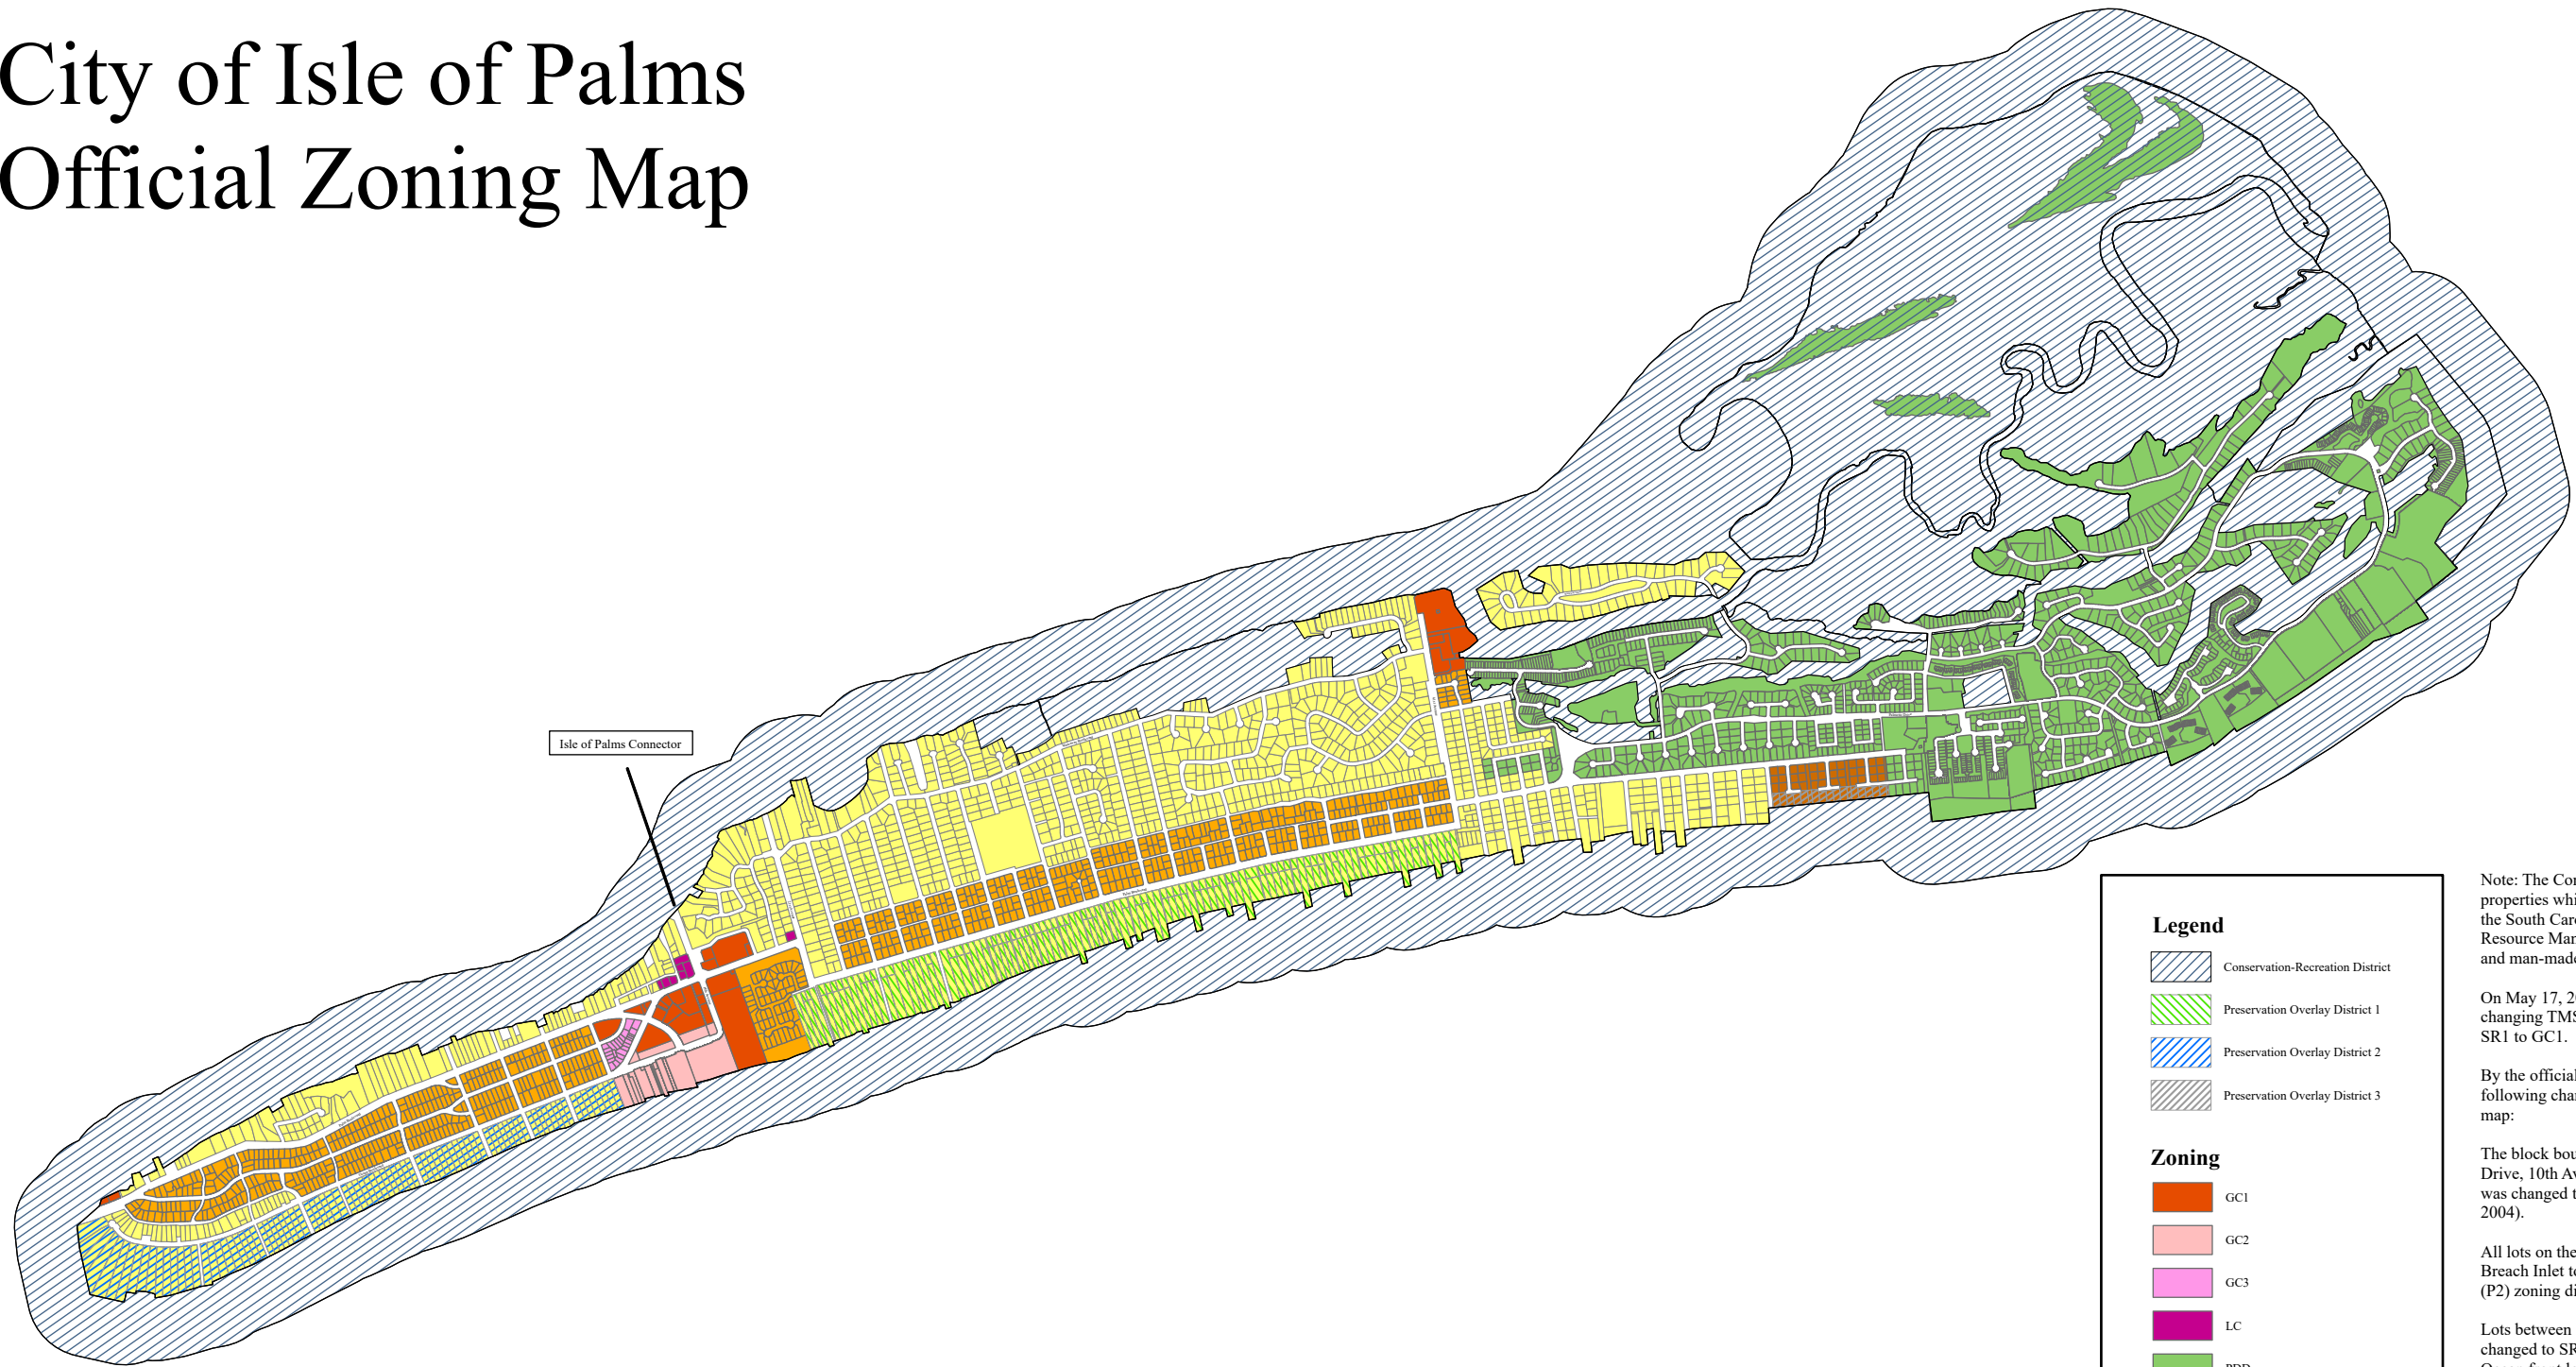 City of Isle of Palms
Official Zoning Map
Isle of Palms Connector
Legend
Conservation-Recreation District
Preservation Overlay District 1
Preservation Overlay District 2
Preservation Overlay District 3
Zoning
GC1
GC2
GC3
LC
PDD
Note: The Con
properties whi
the South Caro
Resource Man
and man-made
On May 17, 2
changing TMS
SR1 to GC1.
By the official
following chan
map:
The block bou
Drive, 10th Av
was changed t
2004).
All lots on the
Breach Inlet to
(P2) zoning di
Lots between
changed to SR